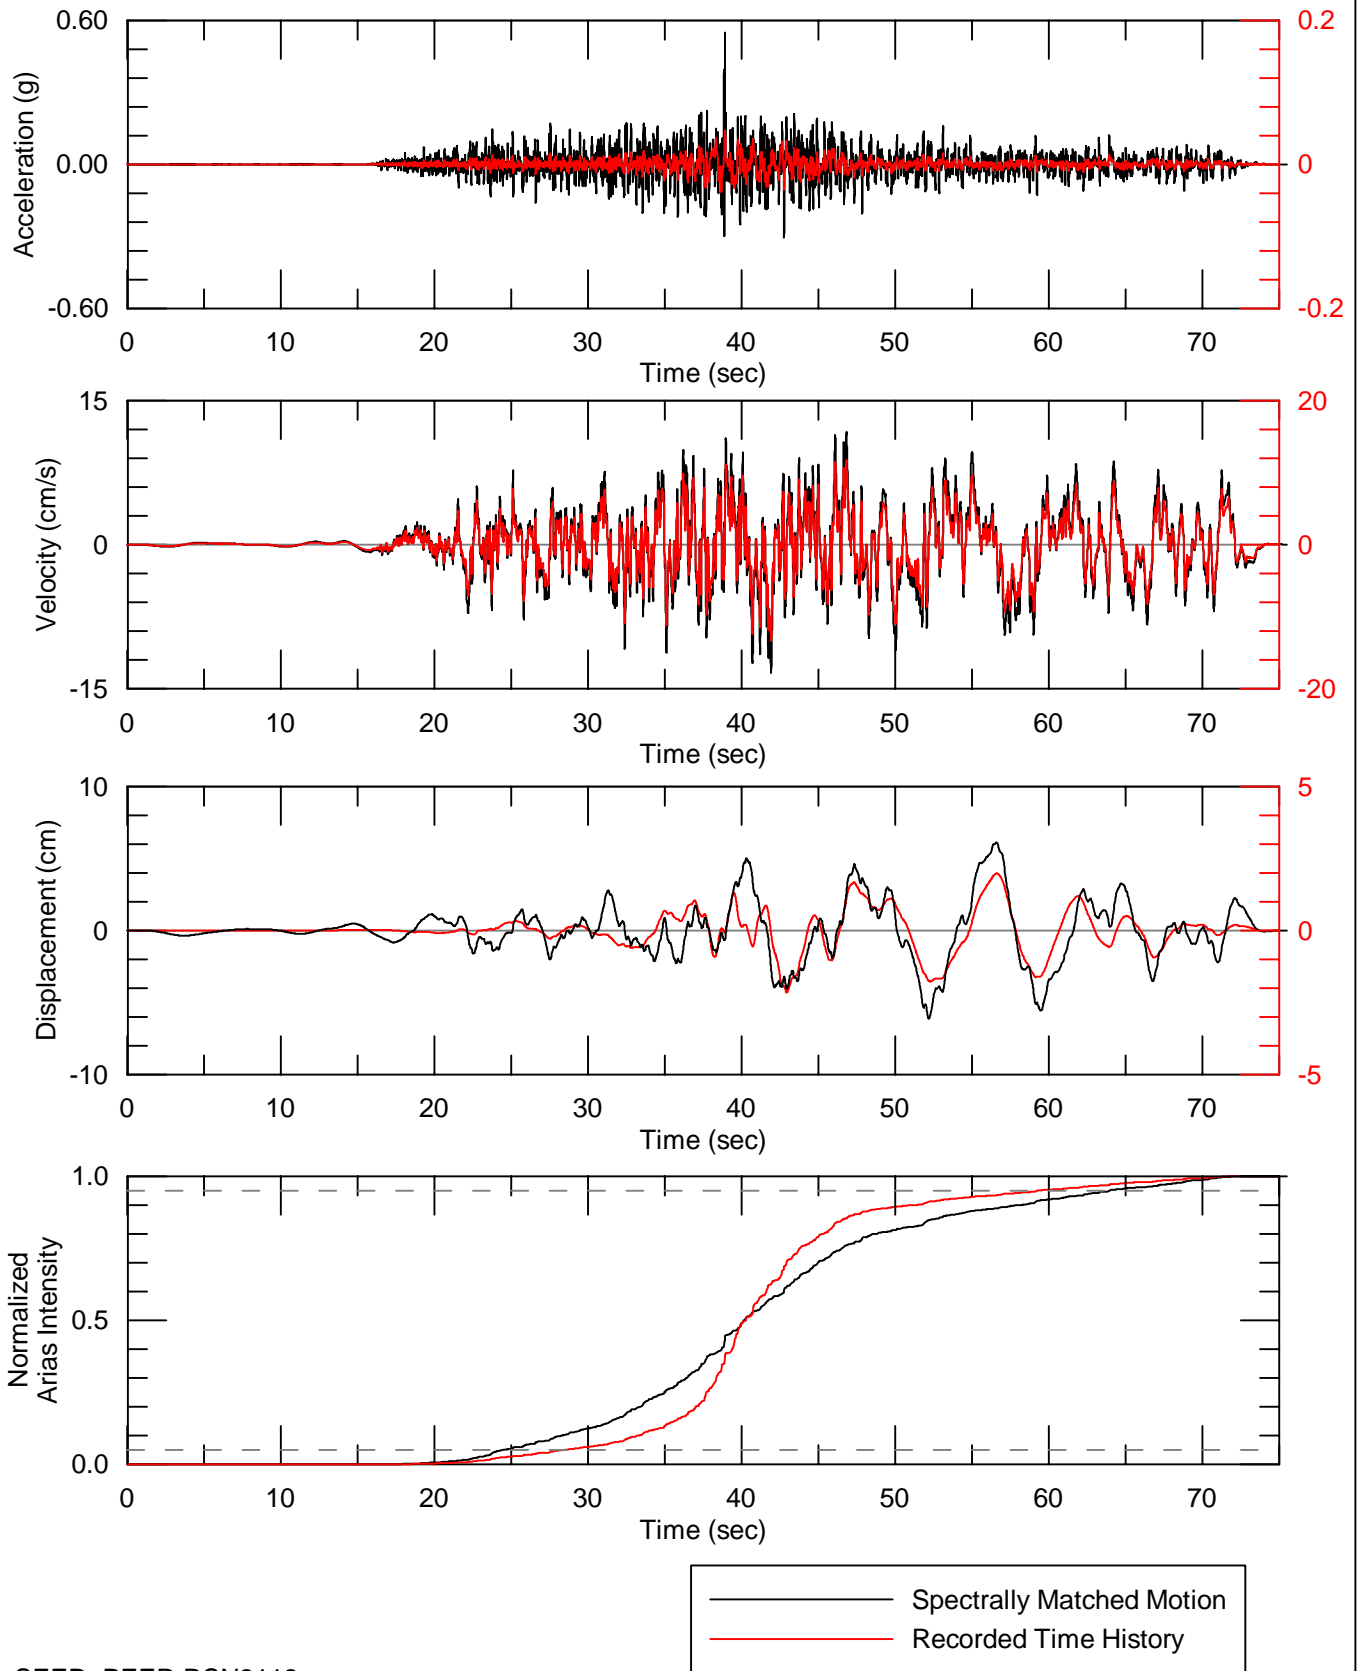 0.60
0.2
Acceleration (g)
0.00
0
-0.60
-0.2
0 10 20 30 40 50 60 70
Time (sec)
15
20
Velocity (cm/s)
0
0
-15
-20
0 10 20 30 40 50 60 70
Time (sec)
10
5
Displacement (cm)
0
0
-10
-5
0 10 20 30 40 50 60 70
Time (sec)
1.0
Normalized
Arias Intensity
0.5
0.0
0 10 20 30 40 50 60 70
Time (sec)
Spectrally Matched Motion
Recorded Time History